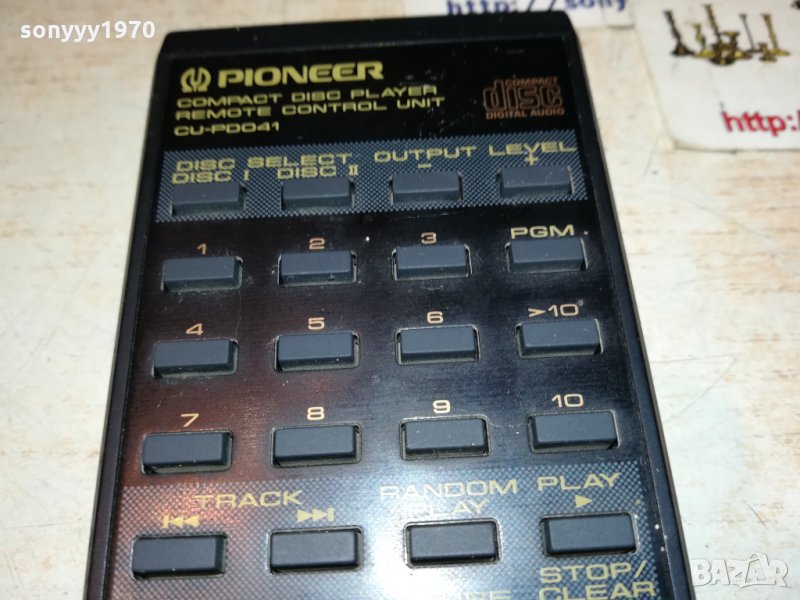 sonyyy1970
http://sony
PIONEER
COMPACT DISC PLAYER
REMOTE CONTROL UNIT
CU-PD041
COMPACT
disc
DIGITAL AUDIO
http:
DISC SELECT OUTPUT LEVEL
DISC I DISC II - +
1 2 3 PGM
4 5 6 >10
7 8 9 10
TRACK RANDOM PLAY PLAY
STOP/
CLEAR
BAZAR